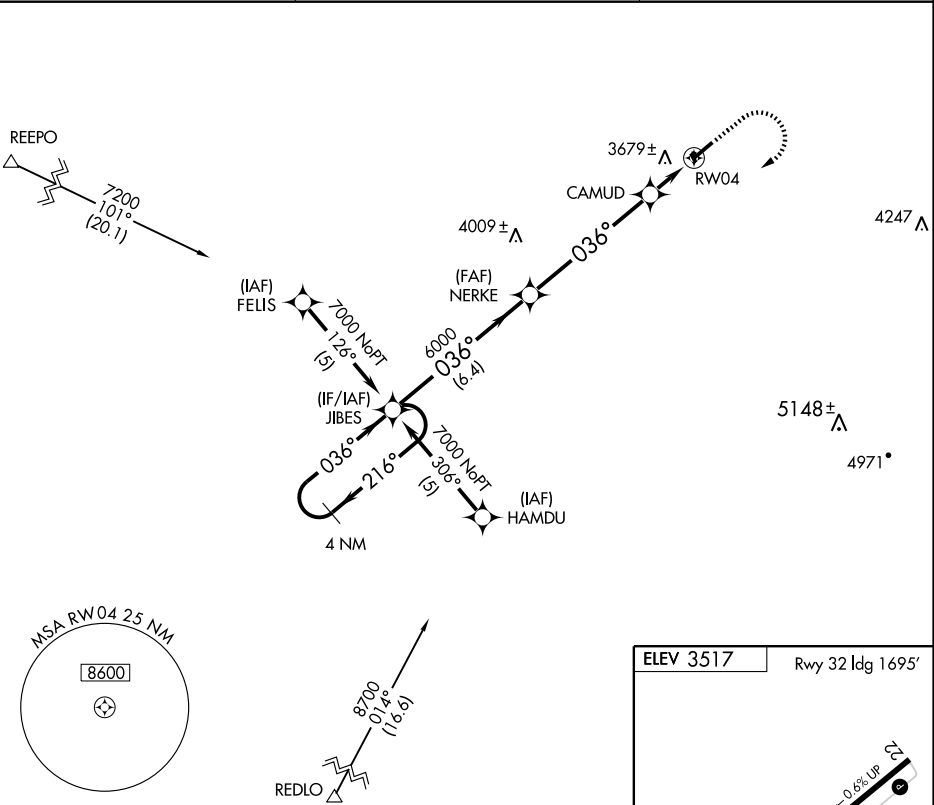 REEPO
7200
101°
(20.1)
3679±
RW04
CAMUD
4247
4009±
036°
(FAF)
NERKE
(IAF)
FELIS
7000 NoPT
126°
(5)
6000
036°
(6.4)
(IF/IAF)
JIBES
5148±
4971
036°
216°
7000 NoPT
306°
(5)
(IAF)
HAMDU
4 NM
MSA RW04 25 NM
8600
8700
014°
(16.6)
REDLO
ELEV 3517
Rwy 32 ldg 1695'
22
0.6% UP
P